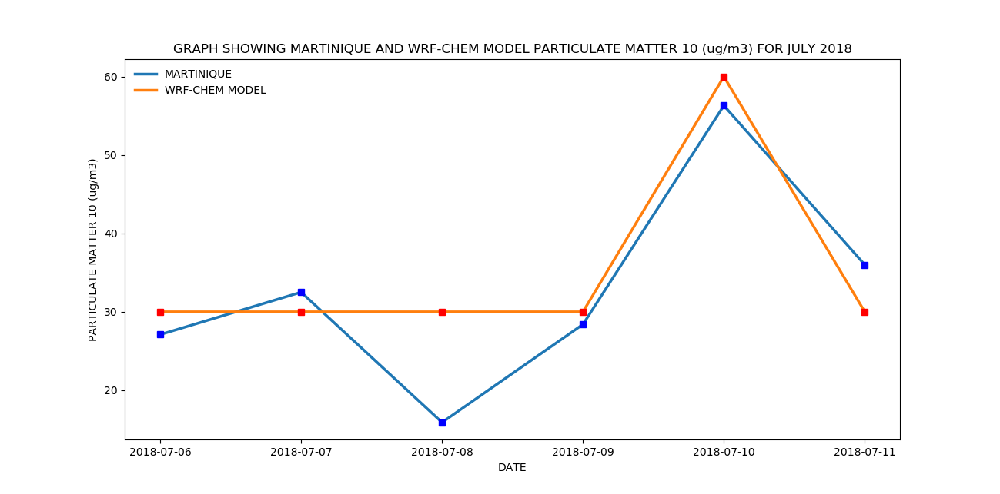 GRAPH SHOWING MARTINIQUE AND WRF-CHEM MODEL PARTICULATE MATTER 10 (ug/m3) FOR JULY 2018
MARTINIQUE
WRF-CHEM MODEL
PARTICULATE MATTER 10 (ug/m3)
60
50
40
30
20
2018-07-06 2018-07-07 2018-07-08 2018-07-09 2018-07-10 2018-07-11
DATE